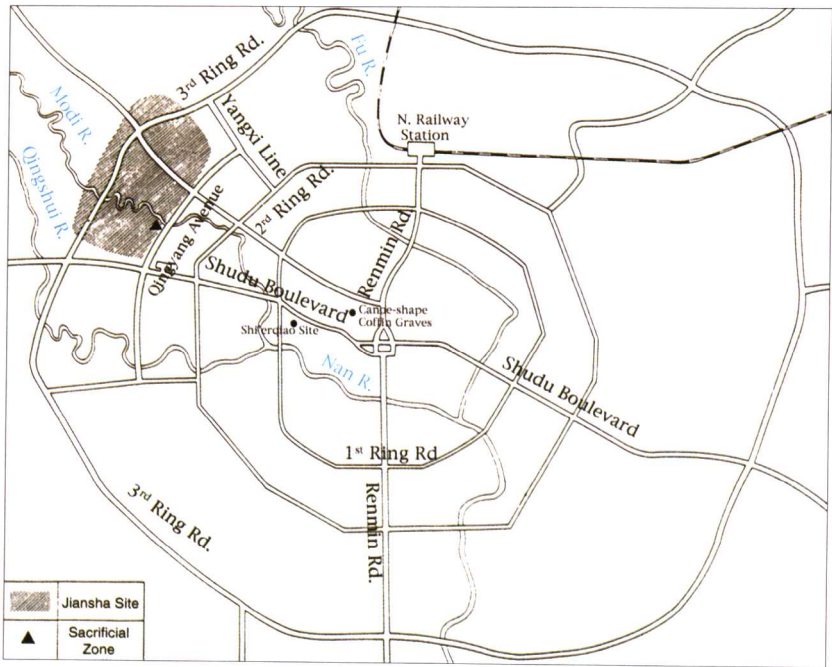 3rd Ring Rd.
Fu R.
Modi R.
Yangxi Line
N. Railway
Station
Qingshui R.
2nd Ring Rd.
Qingyang Avenue
Renmin Rd.
Shudu Boulevard
Canoe-shape
Coffin Graves
Shi'erqiao Site
Nan R.
Shudu Boulevard
1st Ring Rd
3rd Ring Rd.
Renmin Rd.
Jiansha Site
Sacrificial
Zone